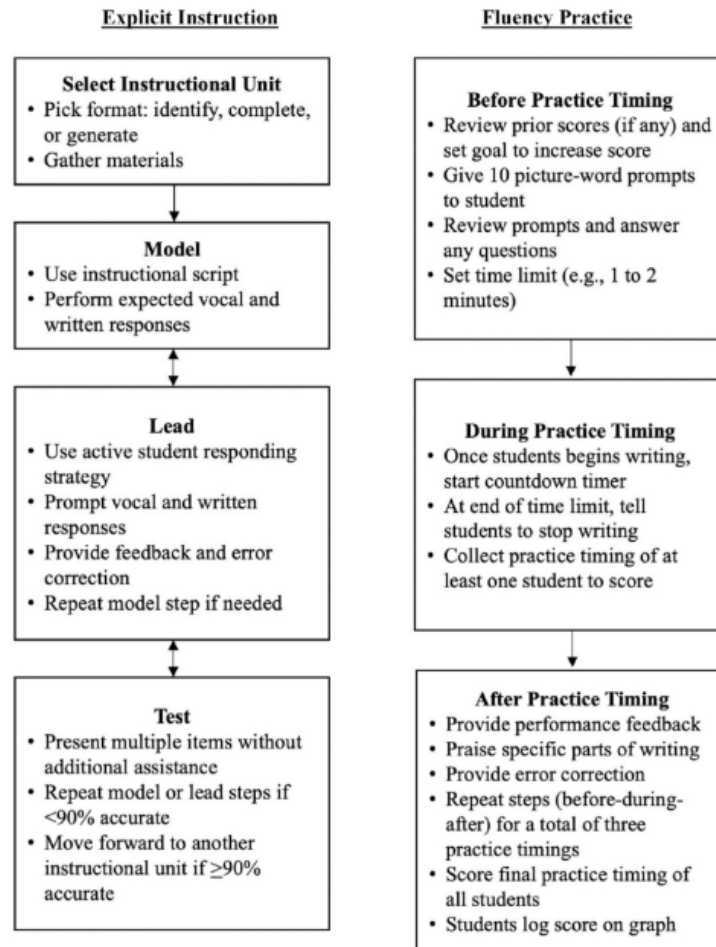 Explicit Instruction
Select Instructional Unit
• Pick format: identify, complete,
or generate
• Gather materials
Model
• Use instructional script
• Perform expected vocal and
written responses
Lead
• Use active student responding
strategy
• Prompt vocal and written
responses
• Provide feedback and error
correction
• Repeat model step if needed
Test
• Present multiple items without
additional assistance
• Repeat model or lead steps if
<90% accurate
• Move forward to another
instructional unit if ≥90%
accurate
Fluency Practice
Before Practice Timing
• Review prior scores (if any) and
set goal to increase score
• Give 10 picture-word prompts
to student
• Review prompts and answer
any questions
• Set time limit (e.g., 1 to 2
minutes)
During Practice Timing
• Once students begins writing,
start countdown timer
• At end of time limit, tell
students to stop writing
• Collect practice timing of at
least one student to score
After Practice Timing
• Provide performance feedback
• Praise specific parts of writing
• Provide error correction
• Repeat steps (before-during-
after) for a total of three
practice timings
• Score final practice timing of
all students
• Students log score on graph